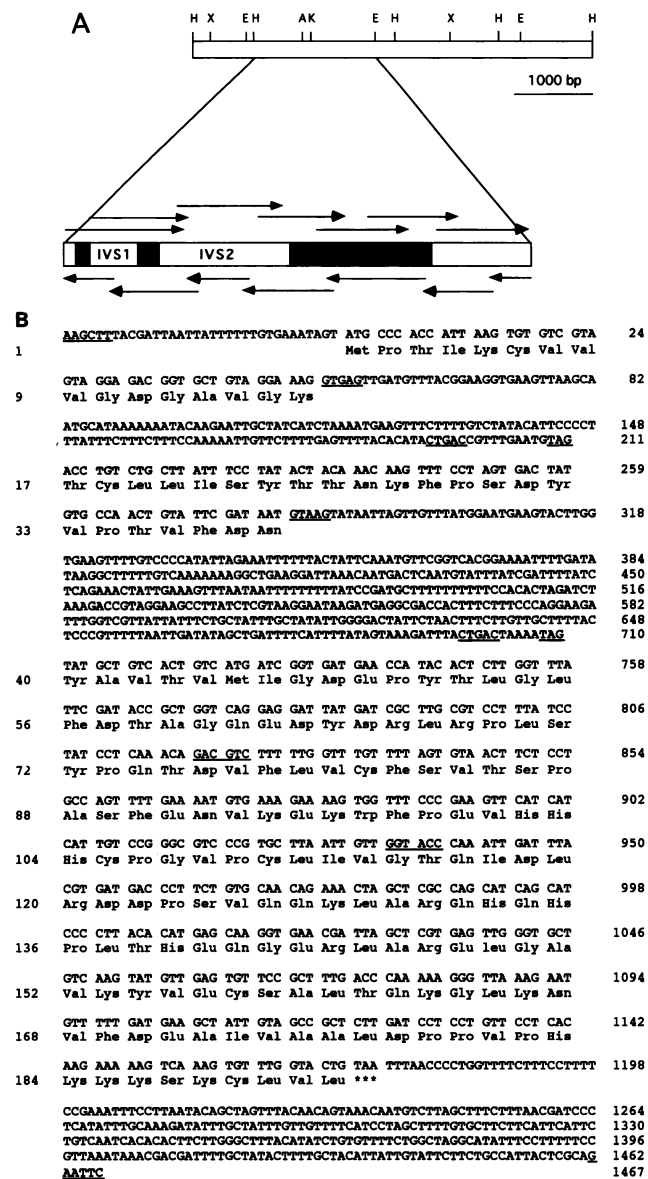 A
H X E H A K E H X H E H
1000 bp
IVS1 IVS2
B
AAGCTTTACGATTAATTATTTTTTGTGAAATAGT ATG CCC ACC ATT AAG TGT GTC GTA 24
1 Met Pro Thr Ile Lys Cys Val Val
GTA GGA GAC GGT GCT GTA GGA AAG GTGAGTTGATGTTTACGGAAGGTGAAGTTAAGCA 82
9 Val Gly Asp Gly Ala Val Gly Lys
ATGCATAAAAAAATACAAGAATTGCTATCATCTAAAATGAAGTTTCTTTTGTCTATACATTCCCCT 148
TTATTTCTTTCTTTCCAAAAATTGTTCTTTTGAGTTTTACACATACTGACCGTTTGAATGTAG 211
ACC TGT CTG CTT ATT TCC TAT ACT ACA AAC AAG TTT CCT AGT GAC TAT 259
17 Thr Cys Leu Leu Ile Ser Tyr Thr Thr Asn Lys Phe Pro Ser Asp Tyr
GTG CCA ACT GTA TTC GAT AAT GTAAGTATAATTAGTTGTTTATGGAATGAAGTACTTGG 318
33 Val Pro Thr Val Phe Asp Asn
TGAAGTTTTGTCCCCATATTAGAAATTTTTTACTATTCAAATGTTCGGTCACGGAAAATTTTGATA 384
TAAGGCTTTTTGTCAAAAAAAGGCTGAAGGATTAAACAATGACTCAATGTATTTATCGATTTTATC 450
TCAGAAACTATTGAAAGTTTAATAATTTTTTTTTATCCGATGCTTTTTTTTTTCCACACTAGATCT 516
AAAGACCGTAGGAAGCCTTATCTCGTAAGGAATAAGATGAGGCGACCACTTTCTTTCCCAGGAAGA 582
TTTGGTCGTTATTATTTCTGCTATTTGCTATATTGGGGACTATTCTAACTTTCTTGTTGCTTTTAC 648
TCCCGTTTTTAATTGATATAGCTGATTTTCATTTTATAGTAAAGATTTACTGACTAAAATAG 710
TAT GCT GTC ACT GTC ATG ATC GGT GAT GAA CCA TAC ACT CTT GGT TTA 758
40 Tyr Ala Val Thr Val Met Ile Gly Asp Glu Pro Tyr Thr Leu Gly Leu
TTC GAT ACC GCT GGT CAG GAG GAT TAT GAT CGC TTG CGT CCT TTA TCC 806
56 Phe Asp Thr Ala Gly Gln Glu Asp Tyr Asp Arg Leu Arg Pro Leu Ser
TAT CCT CAA ACA GAC GTC TTT TTG GTT TGT TTT AGT GTA ACT TCT CCT 854
72 Tyr Pro Gln Thr Asp Val Phe Leu Val Cys Phe Ser Val Thr Ser Pro
GCC AGT TTT GAA AAT GTG AAA GAA AAG TGG TTT CCC GAA GTT CAT CAT 902
88 Ala Ser Phe Glu Asn Val Lys Glu Lys Trp Phe Pro Glu Val His His
CAT TGT CCG GGC GTC CCG TGC TTA ATT GTT GGT ACC CAA ATT GAT TTA 950
104 His Cys Pro Gly Val Pro Cys Leu Ile Val Gly Thr Gln Ile Asp Leu
CGT GAT GAC CCT TCT GTG CAA CAG AAA CTA GCT CGC CAG CAT CAG CAT 998
120 Arg Asp Asp Pro Ser Val Gln Gln Lys Leu Ala Arg Gln His Gln His
CCC CTT ACA CAT GAG CAA GGT GAA CGA TTA GCT CGT GAG TTG GGT GCT 1046
136 Pro Leu Thr His Glu Gln Gly Glu Arg Leu Ala Arg Glu leu Gly Ala
GTC AAG TAT GTT GAG TGT TCC GCT TTG ACC CAA AAA GGG TTA AAG AAT 1094
152 Val Lys Tyr Val Glu Cys Ser Ala Leu Thr Gln Lys Gly Leu Lys Asn
GTT TTT GAT GAA GCT ATT GTA GCC GCT CTT GAT CCT CCT GTT CCT CAC 1142
168 Val Phe Asp Glu Ala Ile Val Ala Ala Leu Asp Pro Pro Val Pro His
AAG AAA AAG TCA AAG TGT TTG GTA CTG TAA TTTAACCCCTGGTTTTCTTTCCTTTT 1198
184 Lys Lys Lys Ser Lys Cys Leu Val Leu ***
CCGAAATTTCCTTAATACAGCTAGTTTACAACAGTAAACAATGTCTTAGCTTTCTTTAACGATCCC 1264
TCATATTTGCAAAGATATTTGCTATTTGTTGTTTTCATCCTAGCTTTTGTGCTTCTTCATTCATTC 1330
TGTCAATCACACACTTCTTGGGCTTTACATATCTGTGTTTTCTGGCTAGGCATATTTCCTTTTTCC 1396
GTTAAATAAACGACGATTTTGCTATACTTTTGCTACATTATTGTATTCTTCTGCCATTACTCGCAG 1462
AATTC 1467